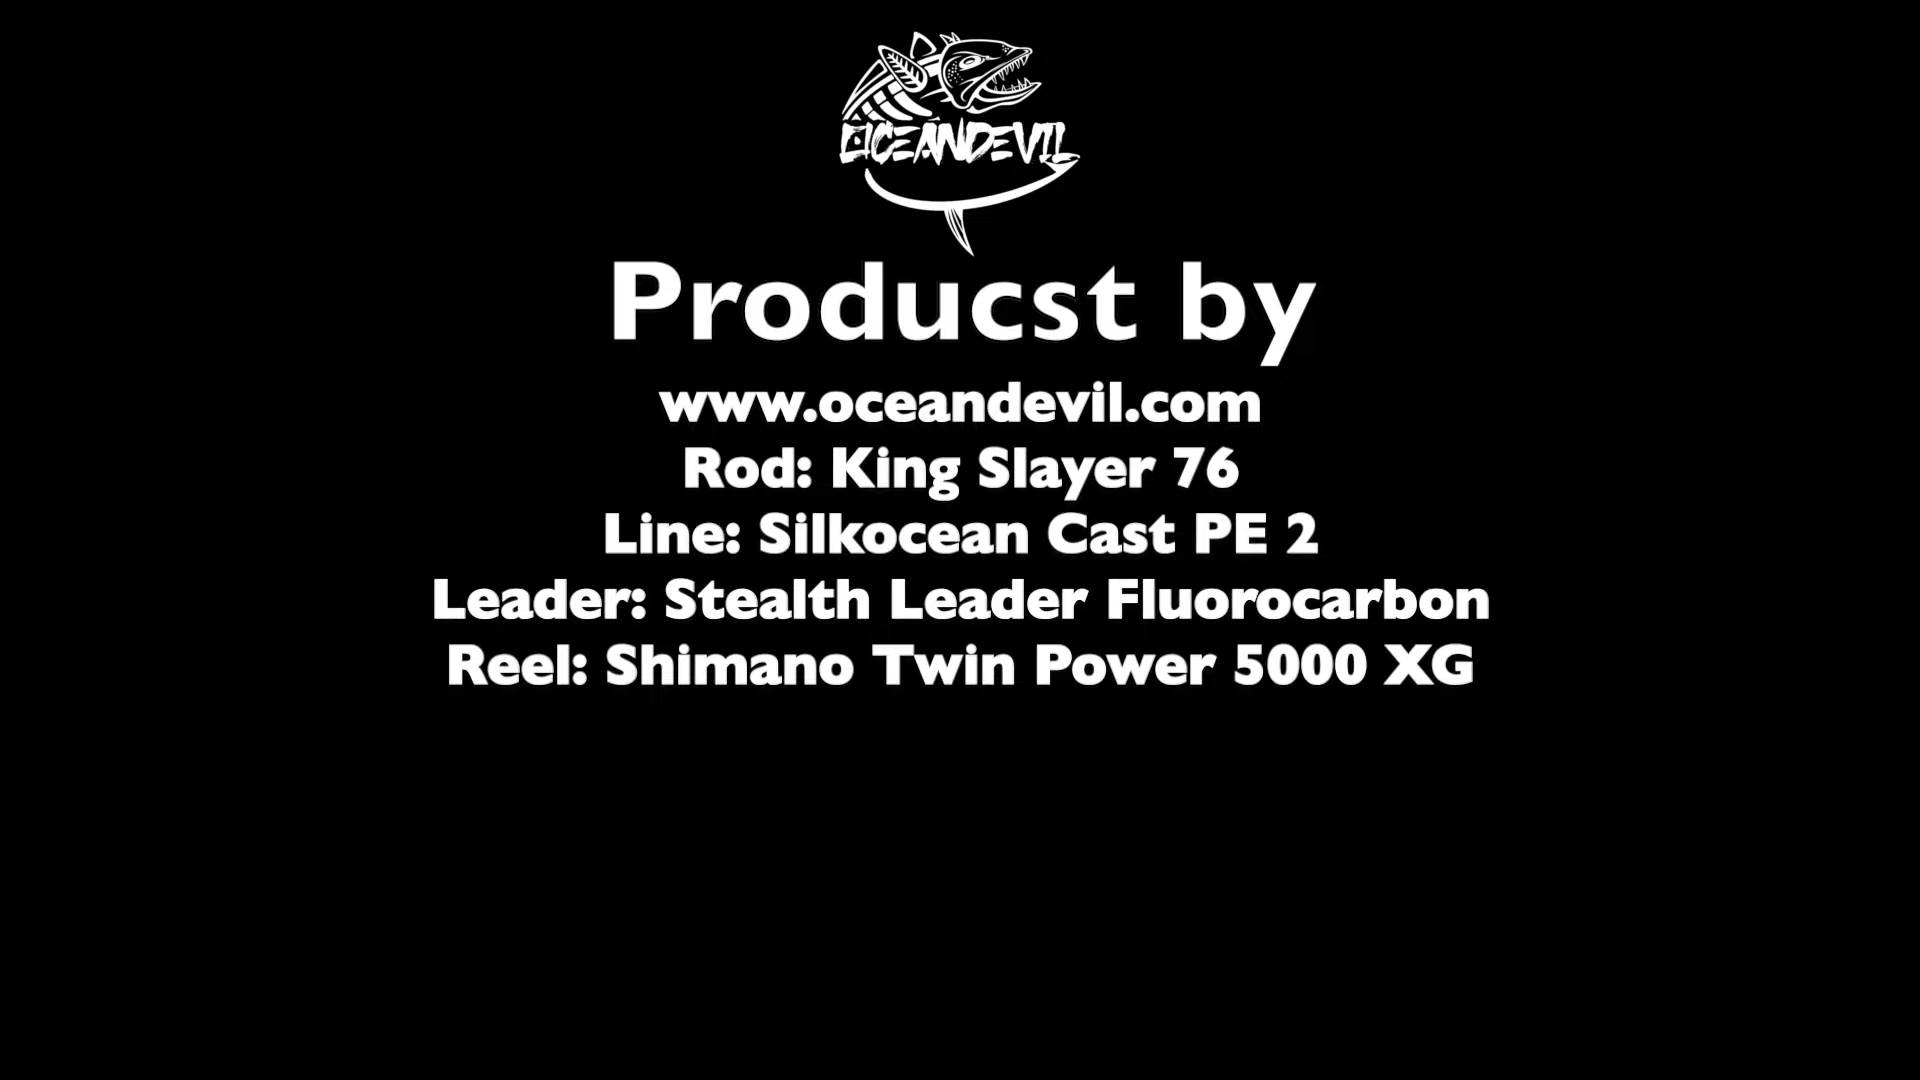 OCEANDEVIL
Producst by
www.oceandevil.com
Rod: King Slayer 76
Line: Silkocean Cast PE 2
Leader: Stealth Leader Fluorocarbon
Reel: Shimano Twin Power 5000 XG